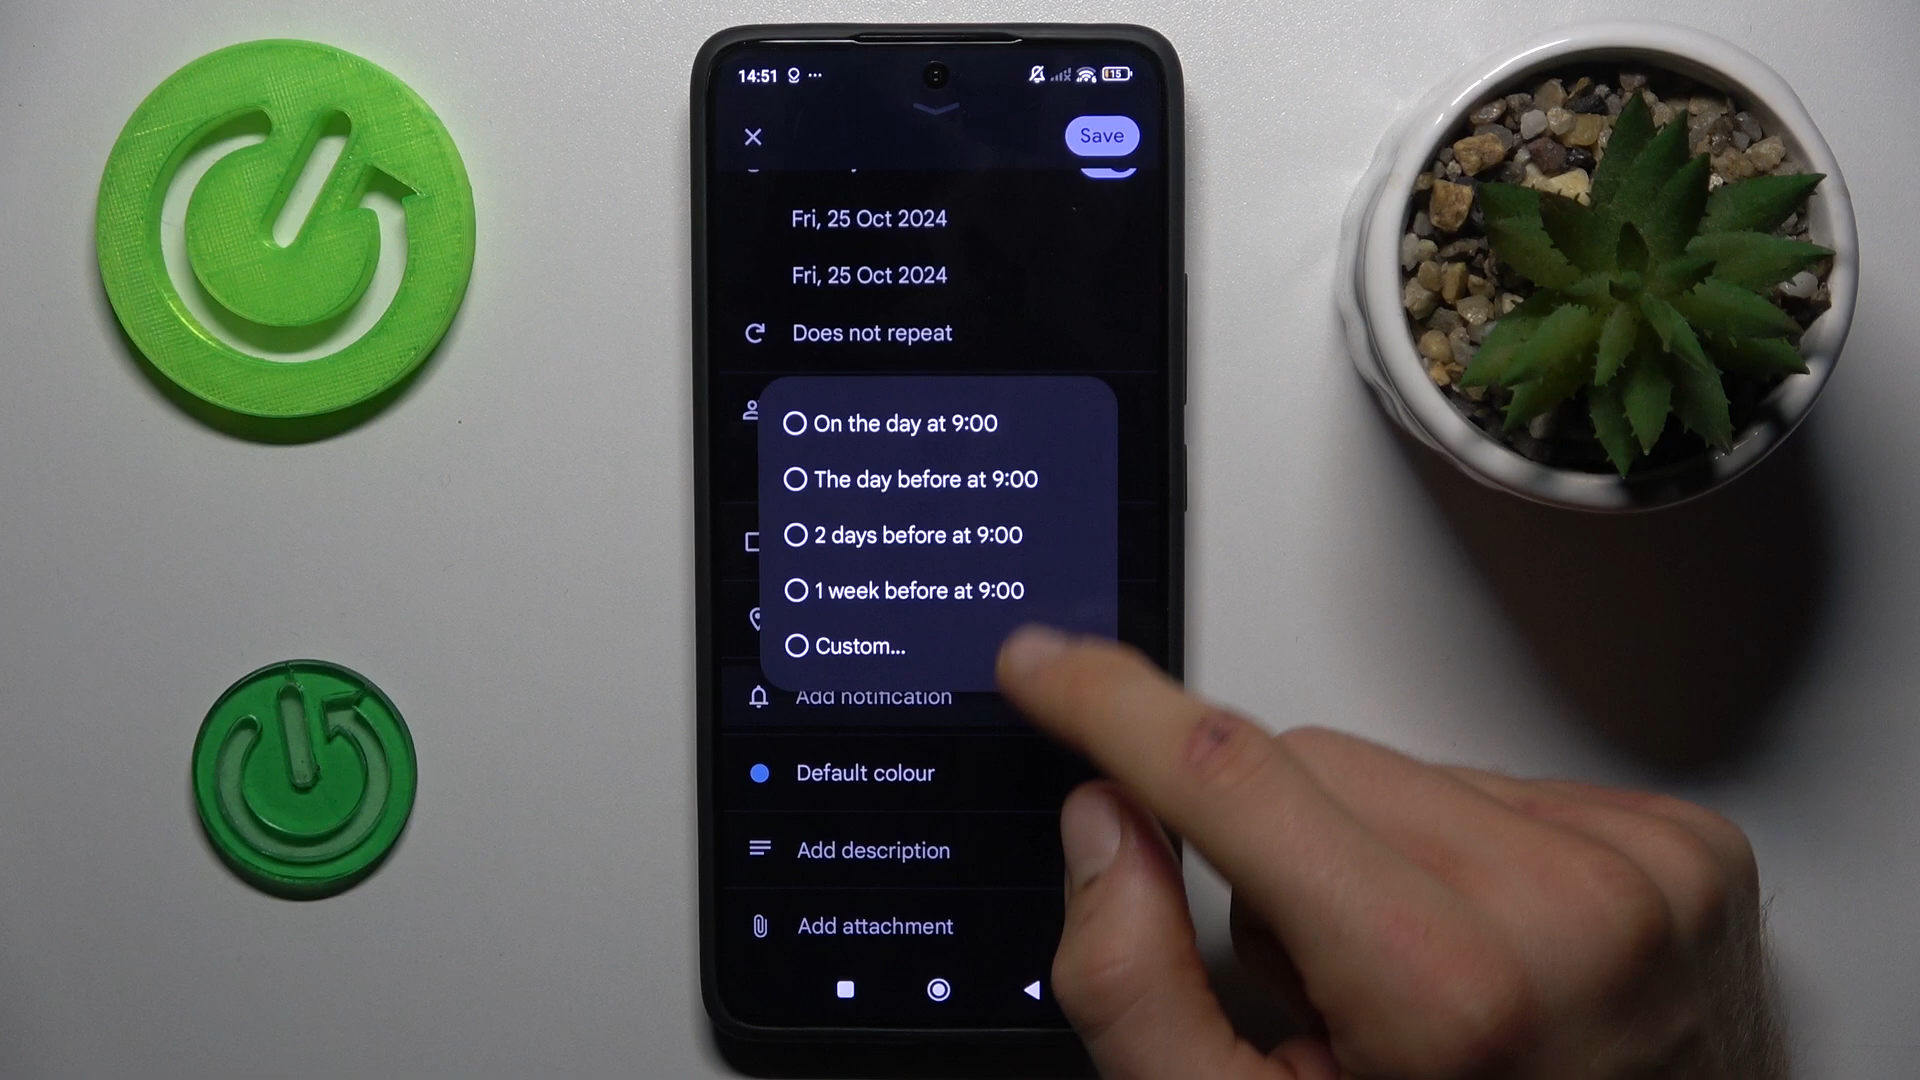 14:51
15
Save
Fri, 25 Oct 2024
Fri, 25 Oct 2024
Does not repeat
On the day at 9:00
The day before at 9:00
2 days before at 9:00
1 week before at 9:00
Custom...
Add notification
Default colour
Add description
Add attachment